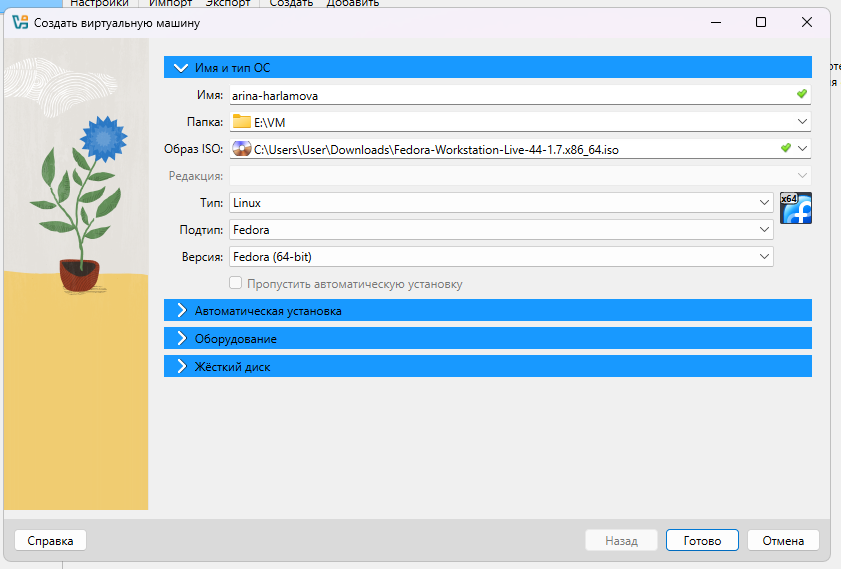 Настройки Импорт Экспорт Создать Добавить
Создать виртуальную машину
Имя и тип ОС
Имя: arina-harlamova
Папка: E:\VM
Образ ISO: C:\Users\User\Downloads\Fedora-Workstation-Live-44-1.7.x86_64.iso
Редакция:
Тип: Linux
x64
Подтип: Fedora
Версия: Fedora (64-bit)
Пропустить автоматическую установку
Автоматическая установка
Оборудование
Жёсткий диск
Справка Назад Готово Отмена